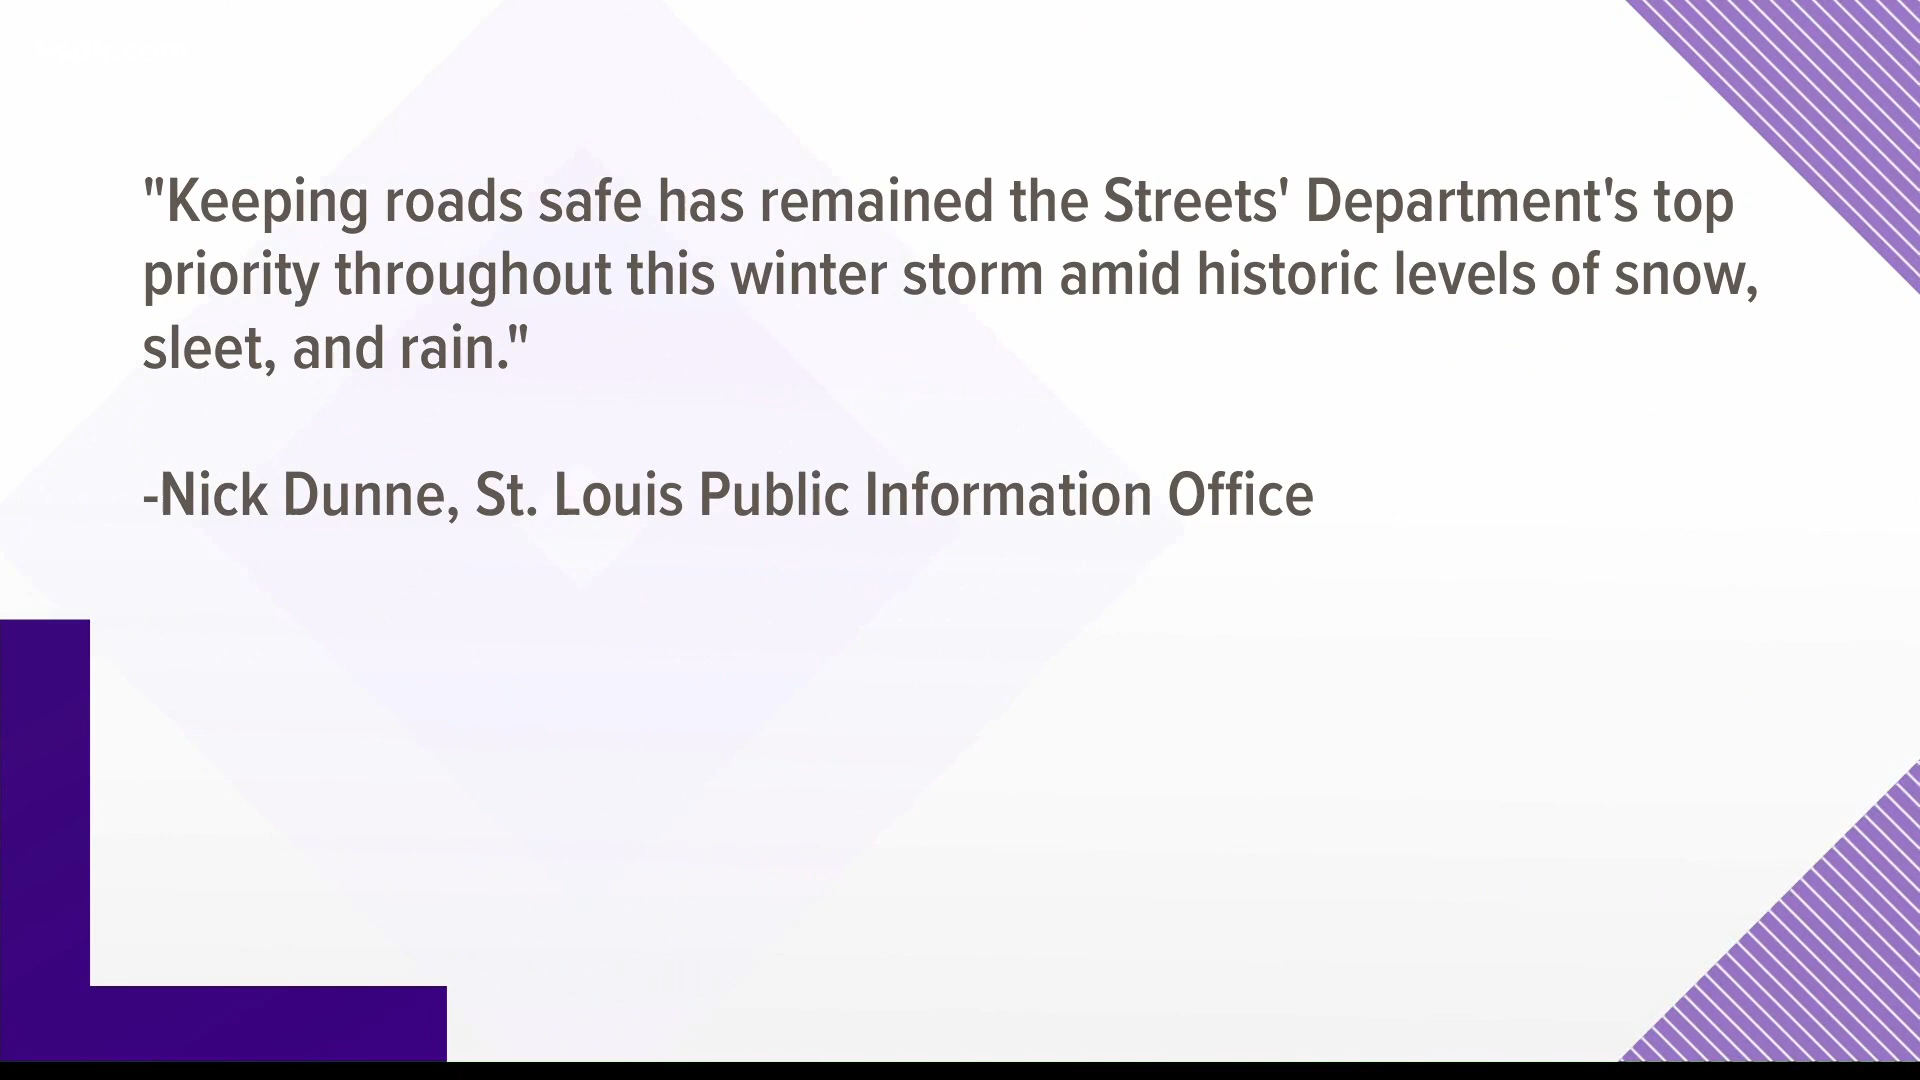 "Keeping roads safe has remained the Streets' Department's top
priority throughout this winter storm amid historic levels of snow,
sleet, and rain."
-Nick Dunne, St. Louis Public Information Office